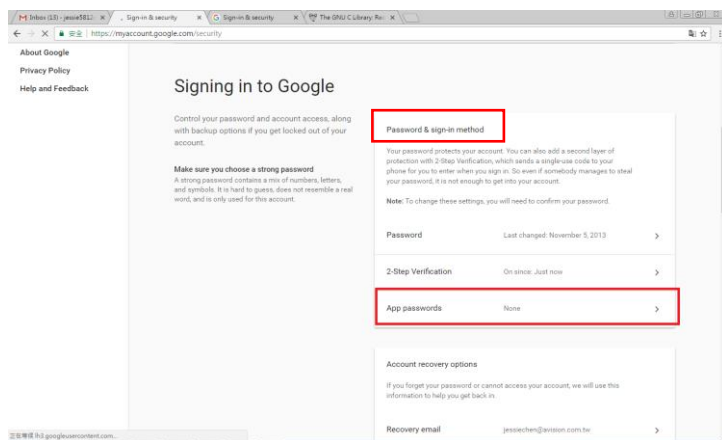 Inbox (13) - jessie5812
Sign-in & security
Sign-in & security
The GNU C Library: Re
安全 https://myaccount.google.com/security
About Google
Privacy Policy
Help and Feedback
Signing in to Google
Control your password and account access, along
with backup options if you get locked out of your
account.
Make sure you choose a strong password
A strong password contains a mix of numbers, letters,
and symbols. It is hard to guess, does not resemble a real
word, and is only used for this account.
Password & sign-in method
Your password protects your account. You can also add a second layer of
protection with 2-Step Verification, which sends a single-use code to your
phone for you to enter when you sign in. So even if somebody manages to steal
your password, it is not enough to get into your account.
Note: To change these settings, you will need to confirm your password.
Password Last changed: November 5, 2013
2-Step Verification On since: Just now
App passwords None
Account recovery options
If you forget your password or cannot access your account, we will use this
information to help you get back in.
Recovery email jessiechen@avision.com.tw
lh3.googleusercontent.com...